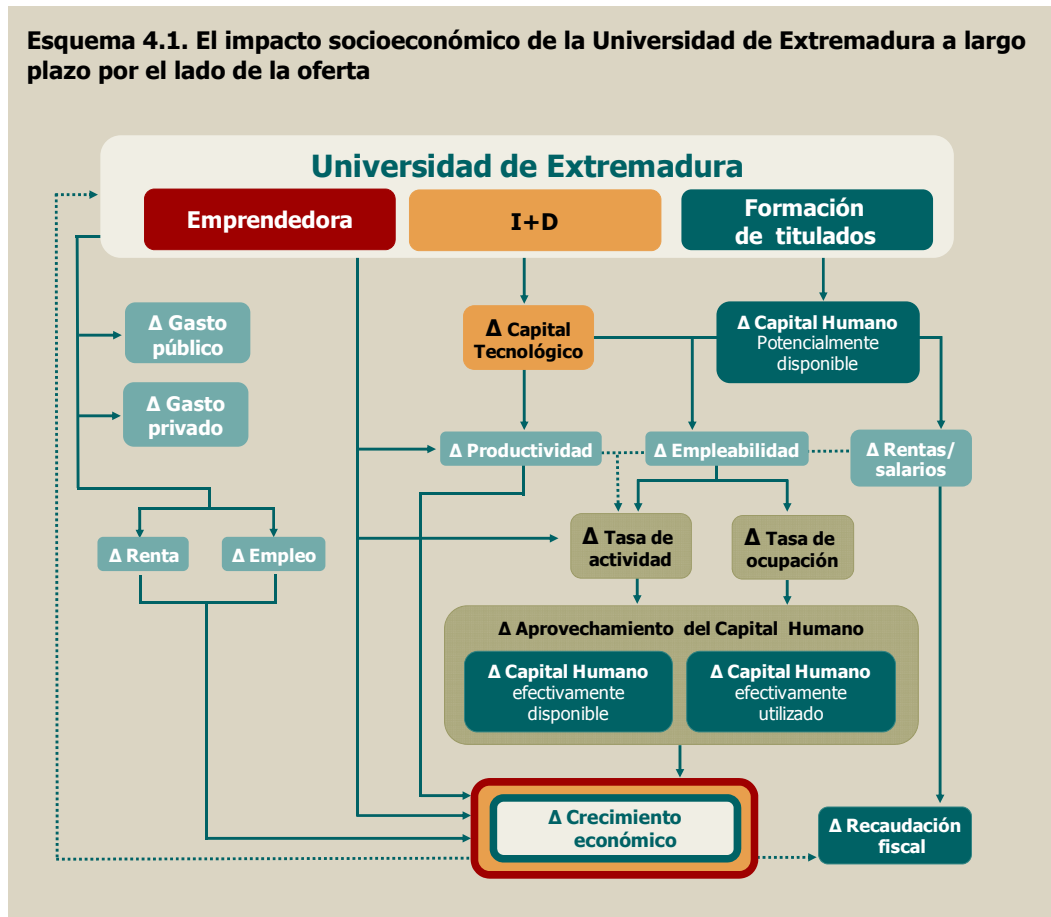 Esquema 4.1. El impacto socioeconómico de la Universidad de Extremadura a largo
plazo por el lado de la oferta
Universidad de Extremadura
Emprendedora
I+D
Formación
de titulados
Δ Gasto
público
Δ Capital
Tecnológico
Δ Capital Humano
Potencialmente
disponible
Δ Gasto
privado
Δ Productividad
Δ Empleabilidad
Δ Rentas/
salarios
Δ Renta
Δ Empleo
Δ Tasa de
actividad
Δ Tasa de
ocupación
Δ Aprovechamiento del Capital Humano
Δ Capital Humano
efectivamente
disponible
Δ Capital Humano
efectivamente
utilizado
Δ Crecimiento
económico
Δ Recaudación
fiscal